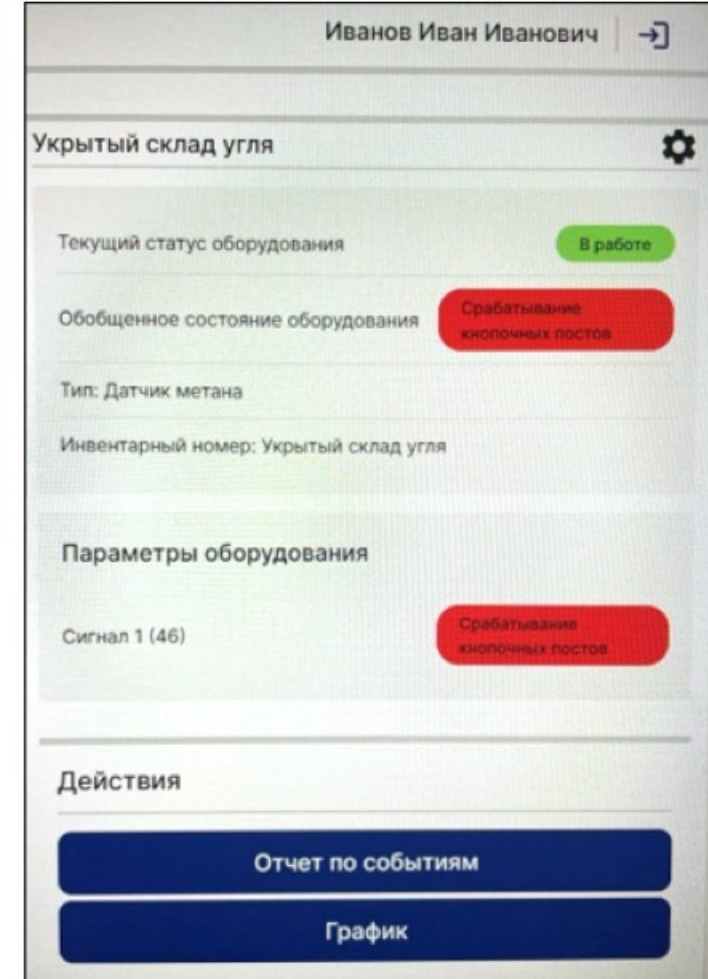 Иванов Иван Иванович
Укрытый склад угля
Текущий статус оборудования
В работе
Обобщенное состояние оборудования
Срабатывание
кнопочных постов
Тип: Датчик метана
Инвентарный номер: Укрытый склад угля
Параметры оборудования
Сигнал 1 (46)
Срабатывание
кнопочных постов
Действия
Отчет по событиям
График